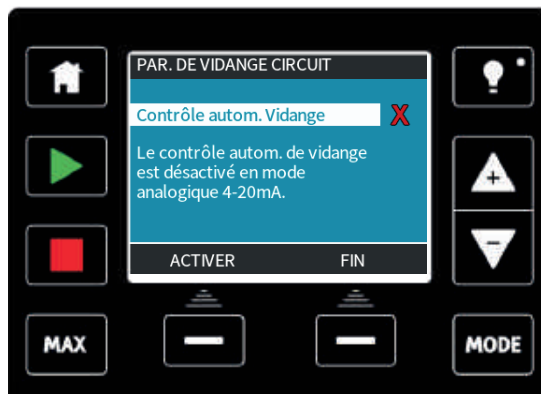 PAR. DE VIDANGE CIRCUIT
Contrôle autom. Vidange X
Le contrôle autom. de vidange
est désactivé en mode
analogique 4-20mA.
ACTIVER FIN
MAX
MODE